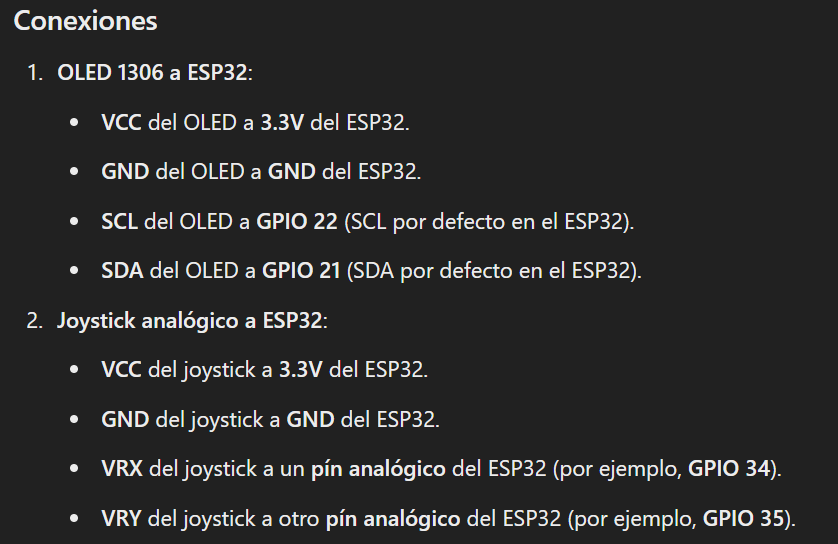 Conexiones
1. OLED 1306 a ESP32:
• VCC del OLED a 3.3V del ESP32.
• GND del OLED a GND del ESP32.
• SCL del OLED a GPIO 22 (SCL por defecto en el ESP32).
• SDA del OLED a GPIO 21 (SDA por defecto en el ESP32).
2. Joystick analógico a ESP32:
• VCC del joystick a 3.3V del ESP32.
• GND del joystick a GND del ESP32.
• VRX del joystick a un pín analógico del ESP32 (por ejemplo, GPIO 34).
• VRY del joystick a otro pín analógico del ESP32 (por ejemplo, GPIO 35).